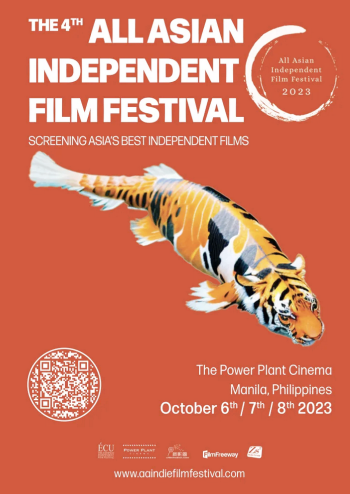 THE 4TH ALL ASIAN
INDEPENDENT
FILM FESTIVAL
SCREENING ASIA'S BEST INDEPENDENT FILMS
All Asian
Independent
Film Festival
2023
The Power Plant Cinema
Manila, Philippines
October 6th / 7th / 8th 2023
ÉCU
POWER PLANT
FilmFreeway
www.aaindiefilmfestival.com